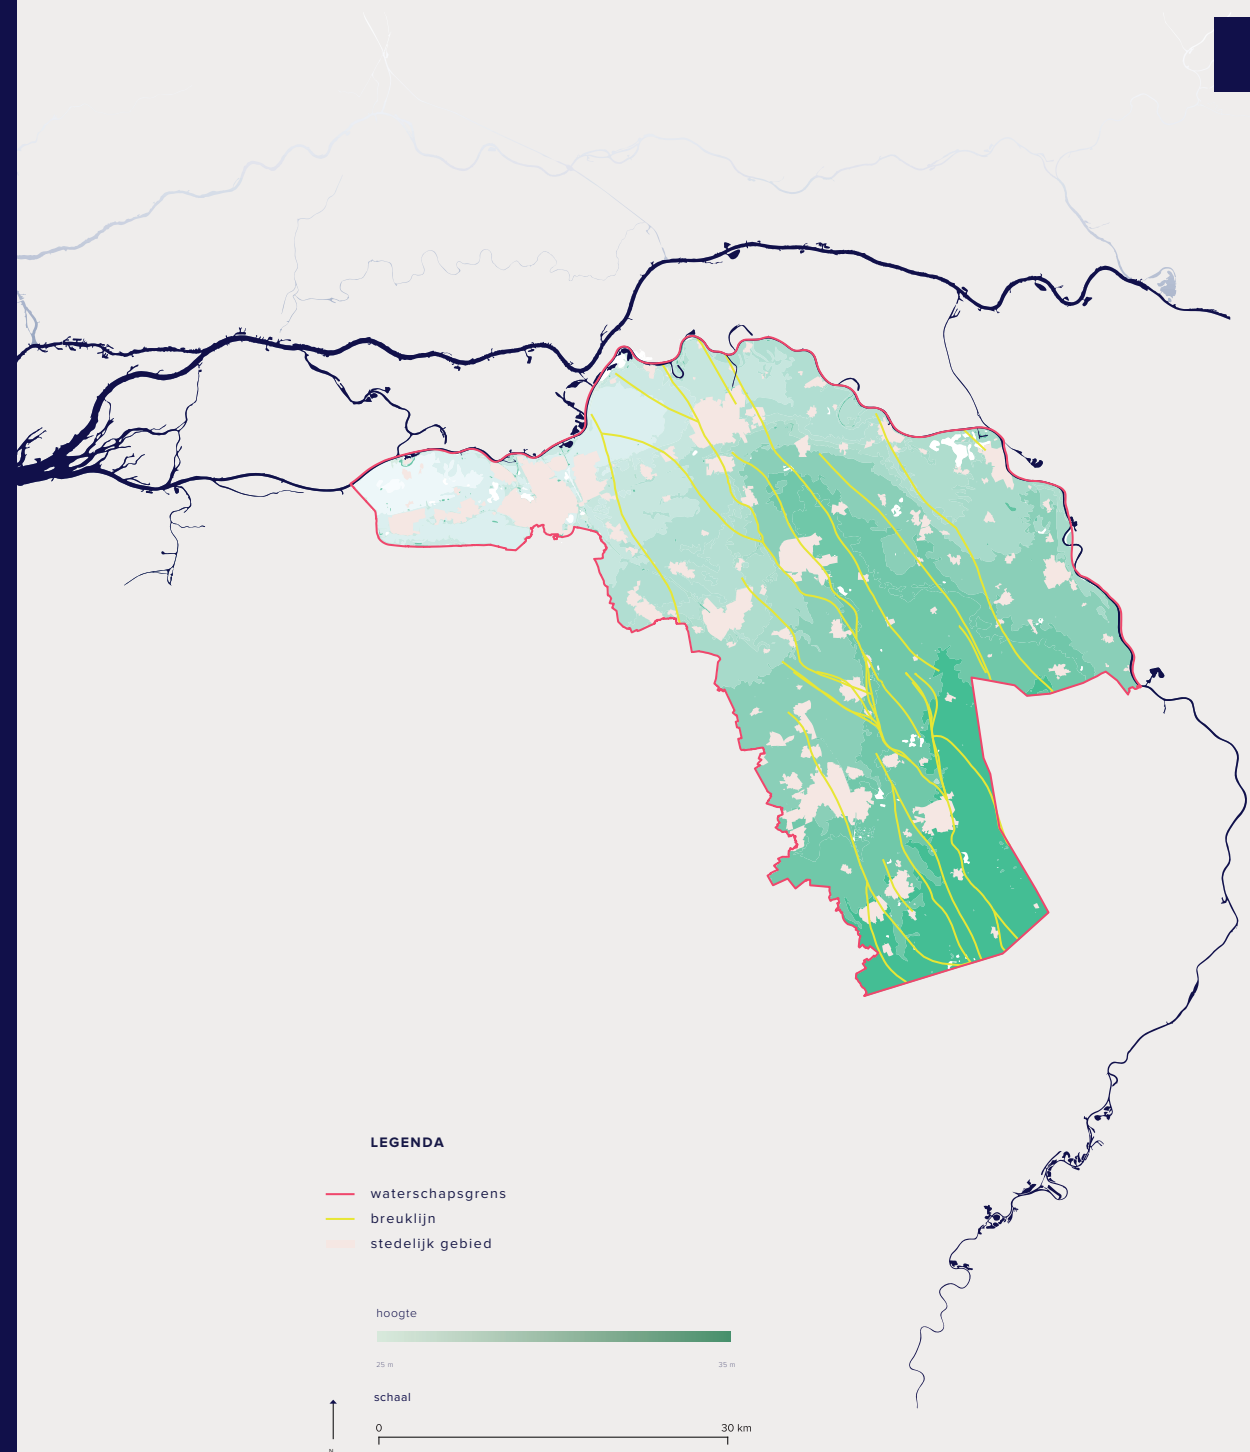 LEGENDA
waterschapsgrens
breuklijn
stedelijk gebied
hoogte
25 m 35 m
schaal
0 30 km
N